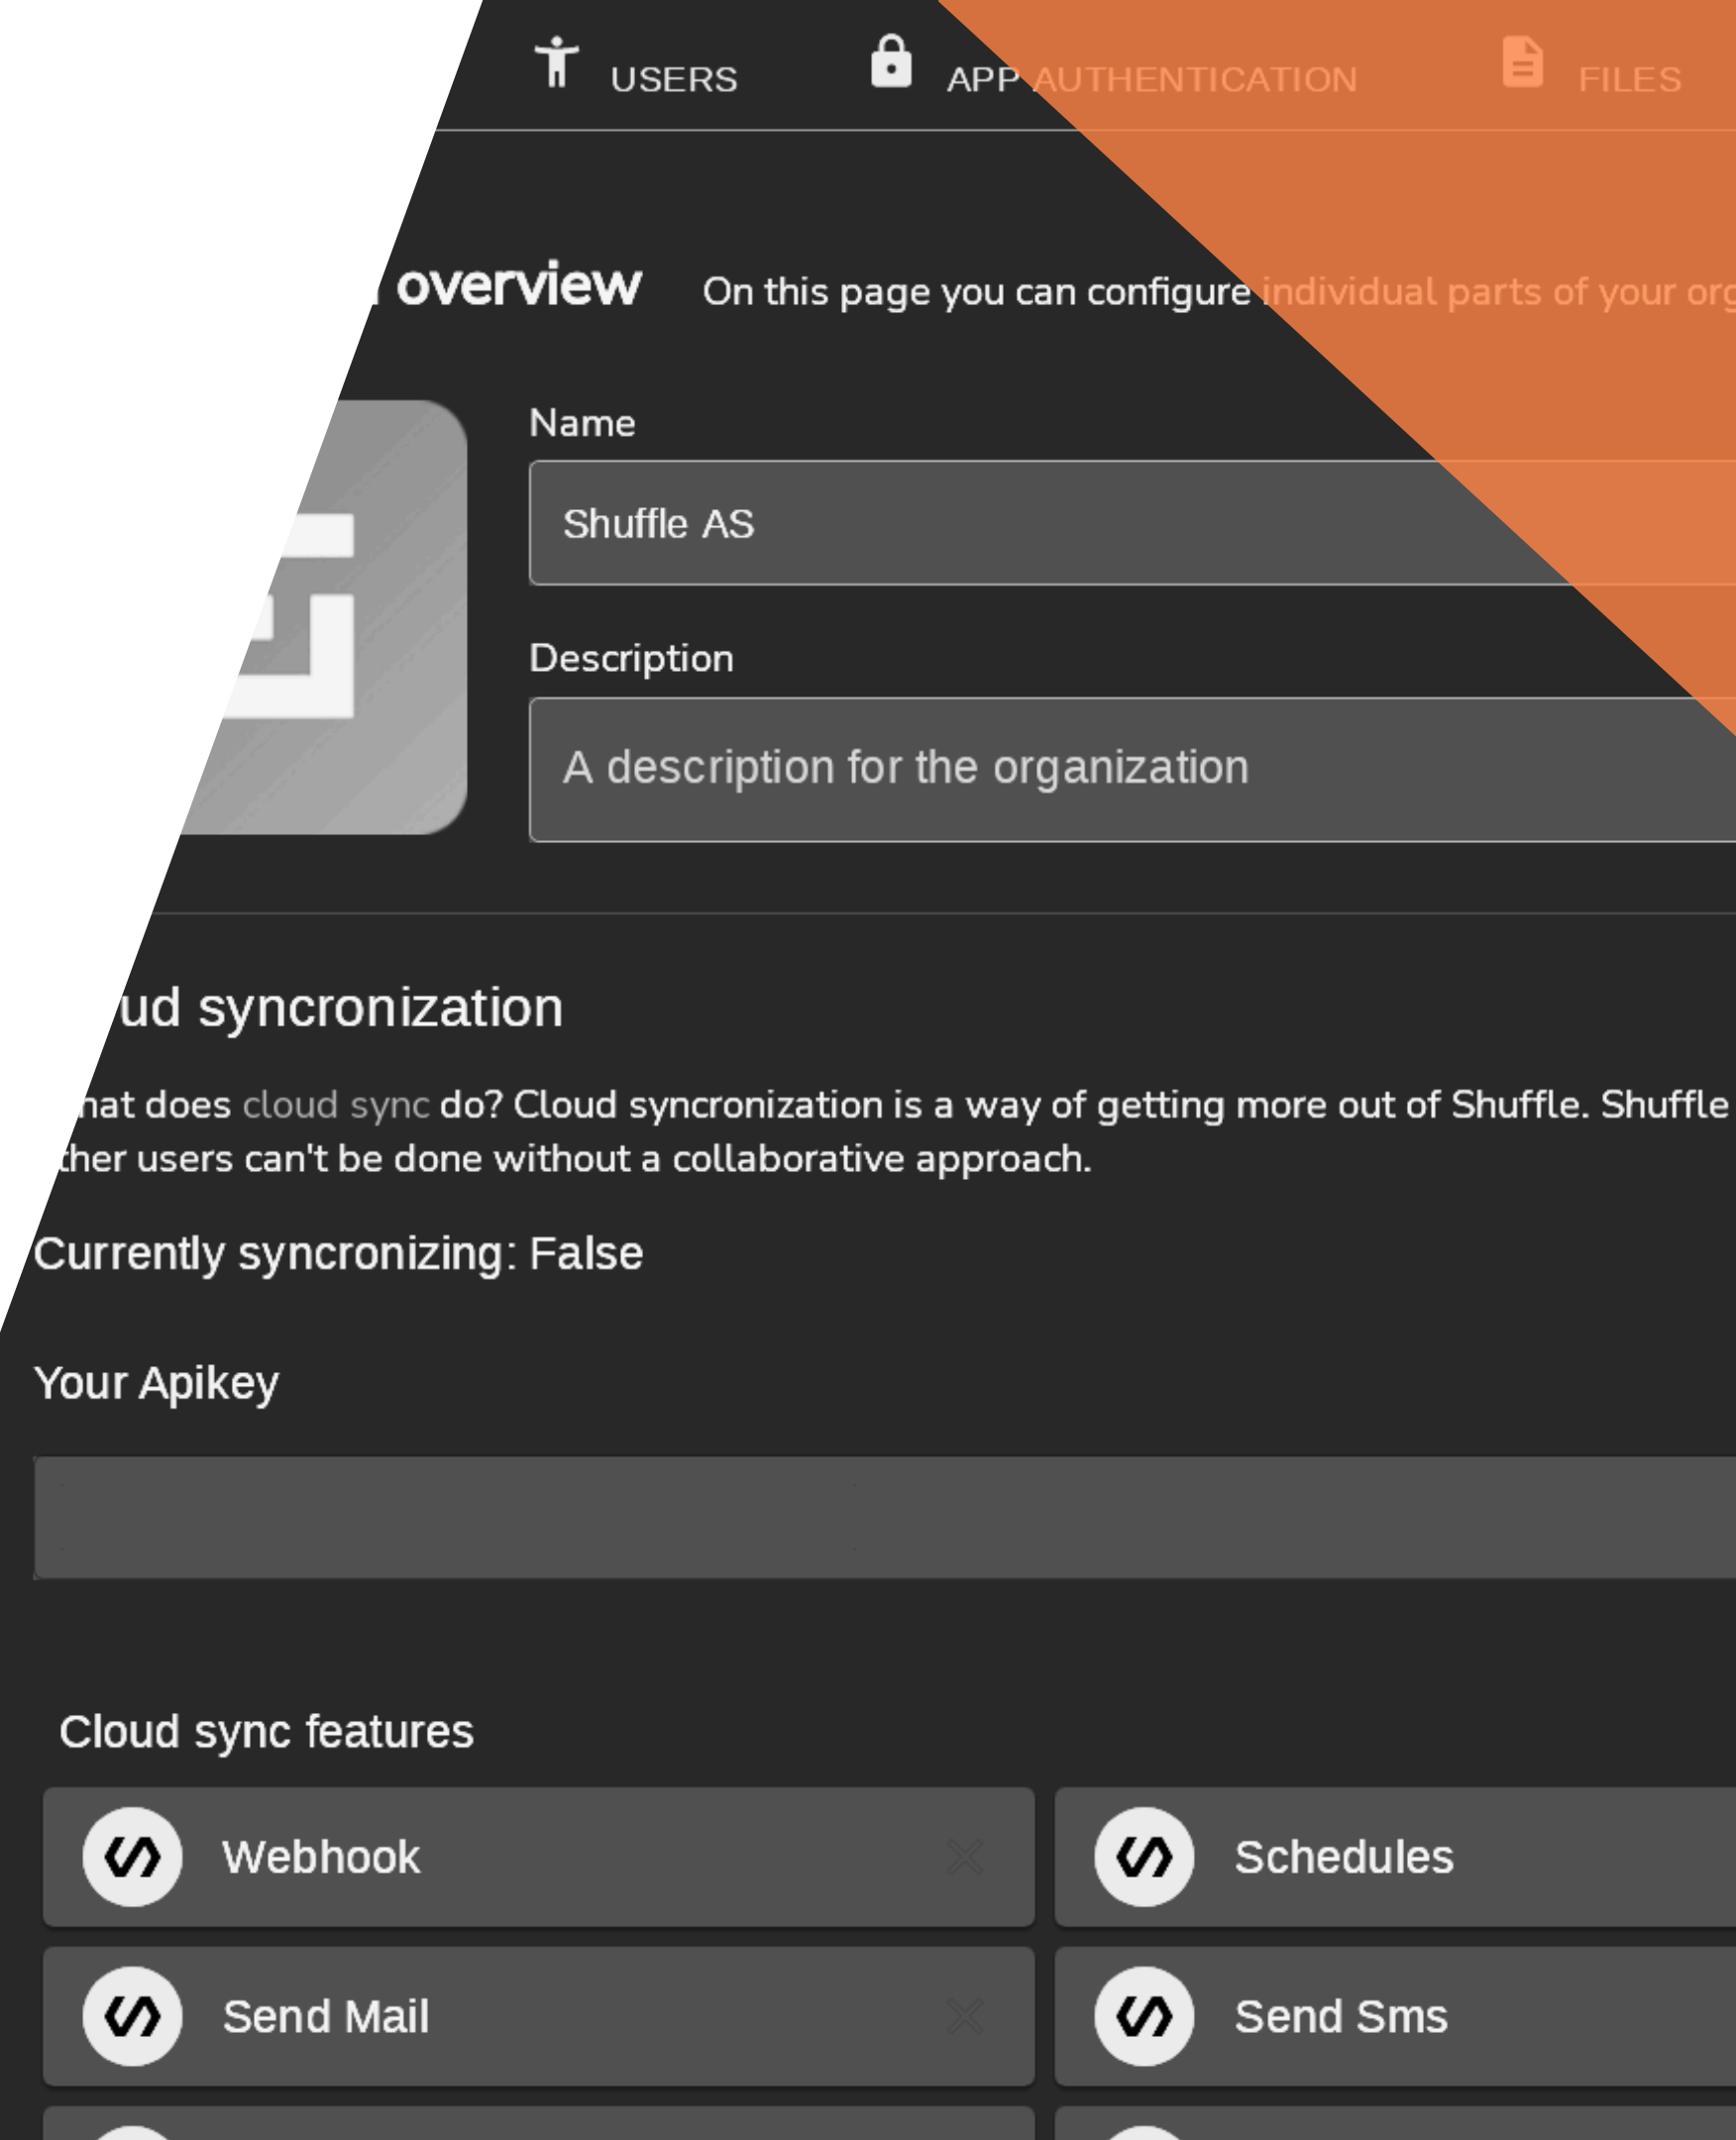 USERS APP AUTHENTICATION FILES
overview On this page you can configure individual parts of your org
Name
Shuffle AS
Description
A description for the organization
ud syncronization
hat does cloud sync do? Cloud syncronization is a way of getting more out of Shuffle. Shuffle
ther users can't be done without a collaborative approach.
Currently syncronizing: False
Your Apikey
Cloud sync features
Webhook Schedules
Send Mail Send Sms